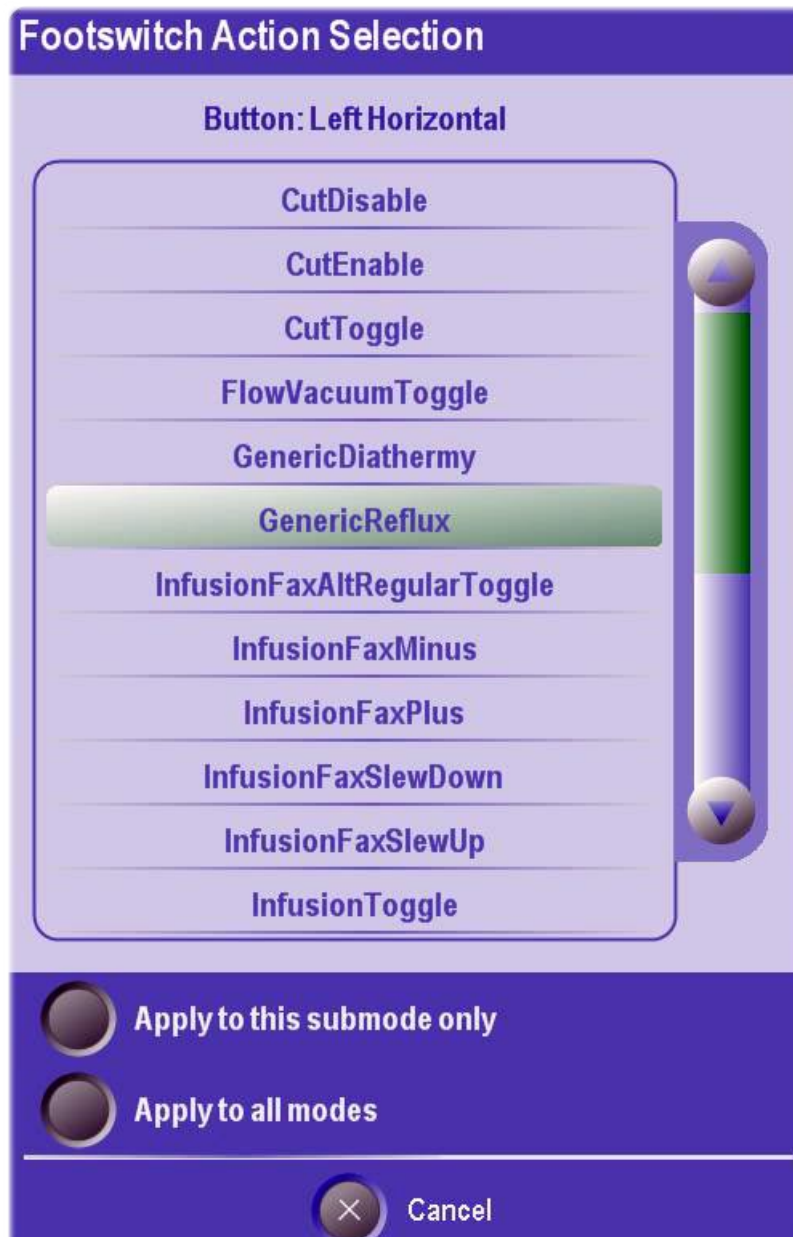 Footswitch Action Selection
Button: Left Horizontal
CutDisable
CutEnable
CutToggle
FlowVacuumToggle
GenericDiathermy
GenericReflux
InfusionFaxAltRegularToggle
InfusionFaxMinus
InfusionFaxPlus
InfusionFaxSlewDown
InfusionFaxSlewUp
InfusionToggle
Apply to this submode only
Apply to all modes
Cancel